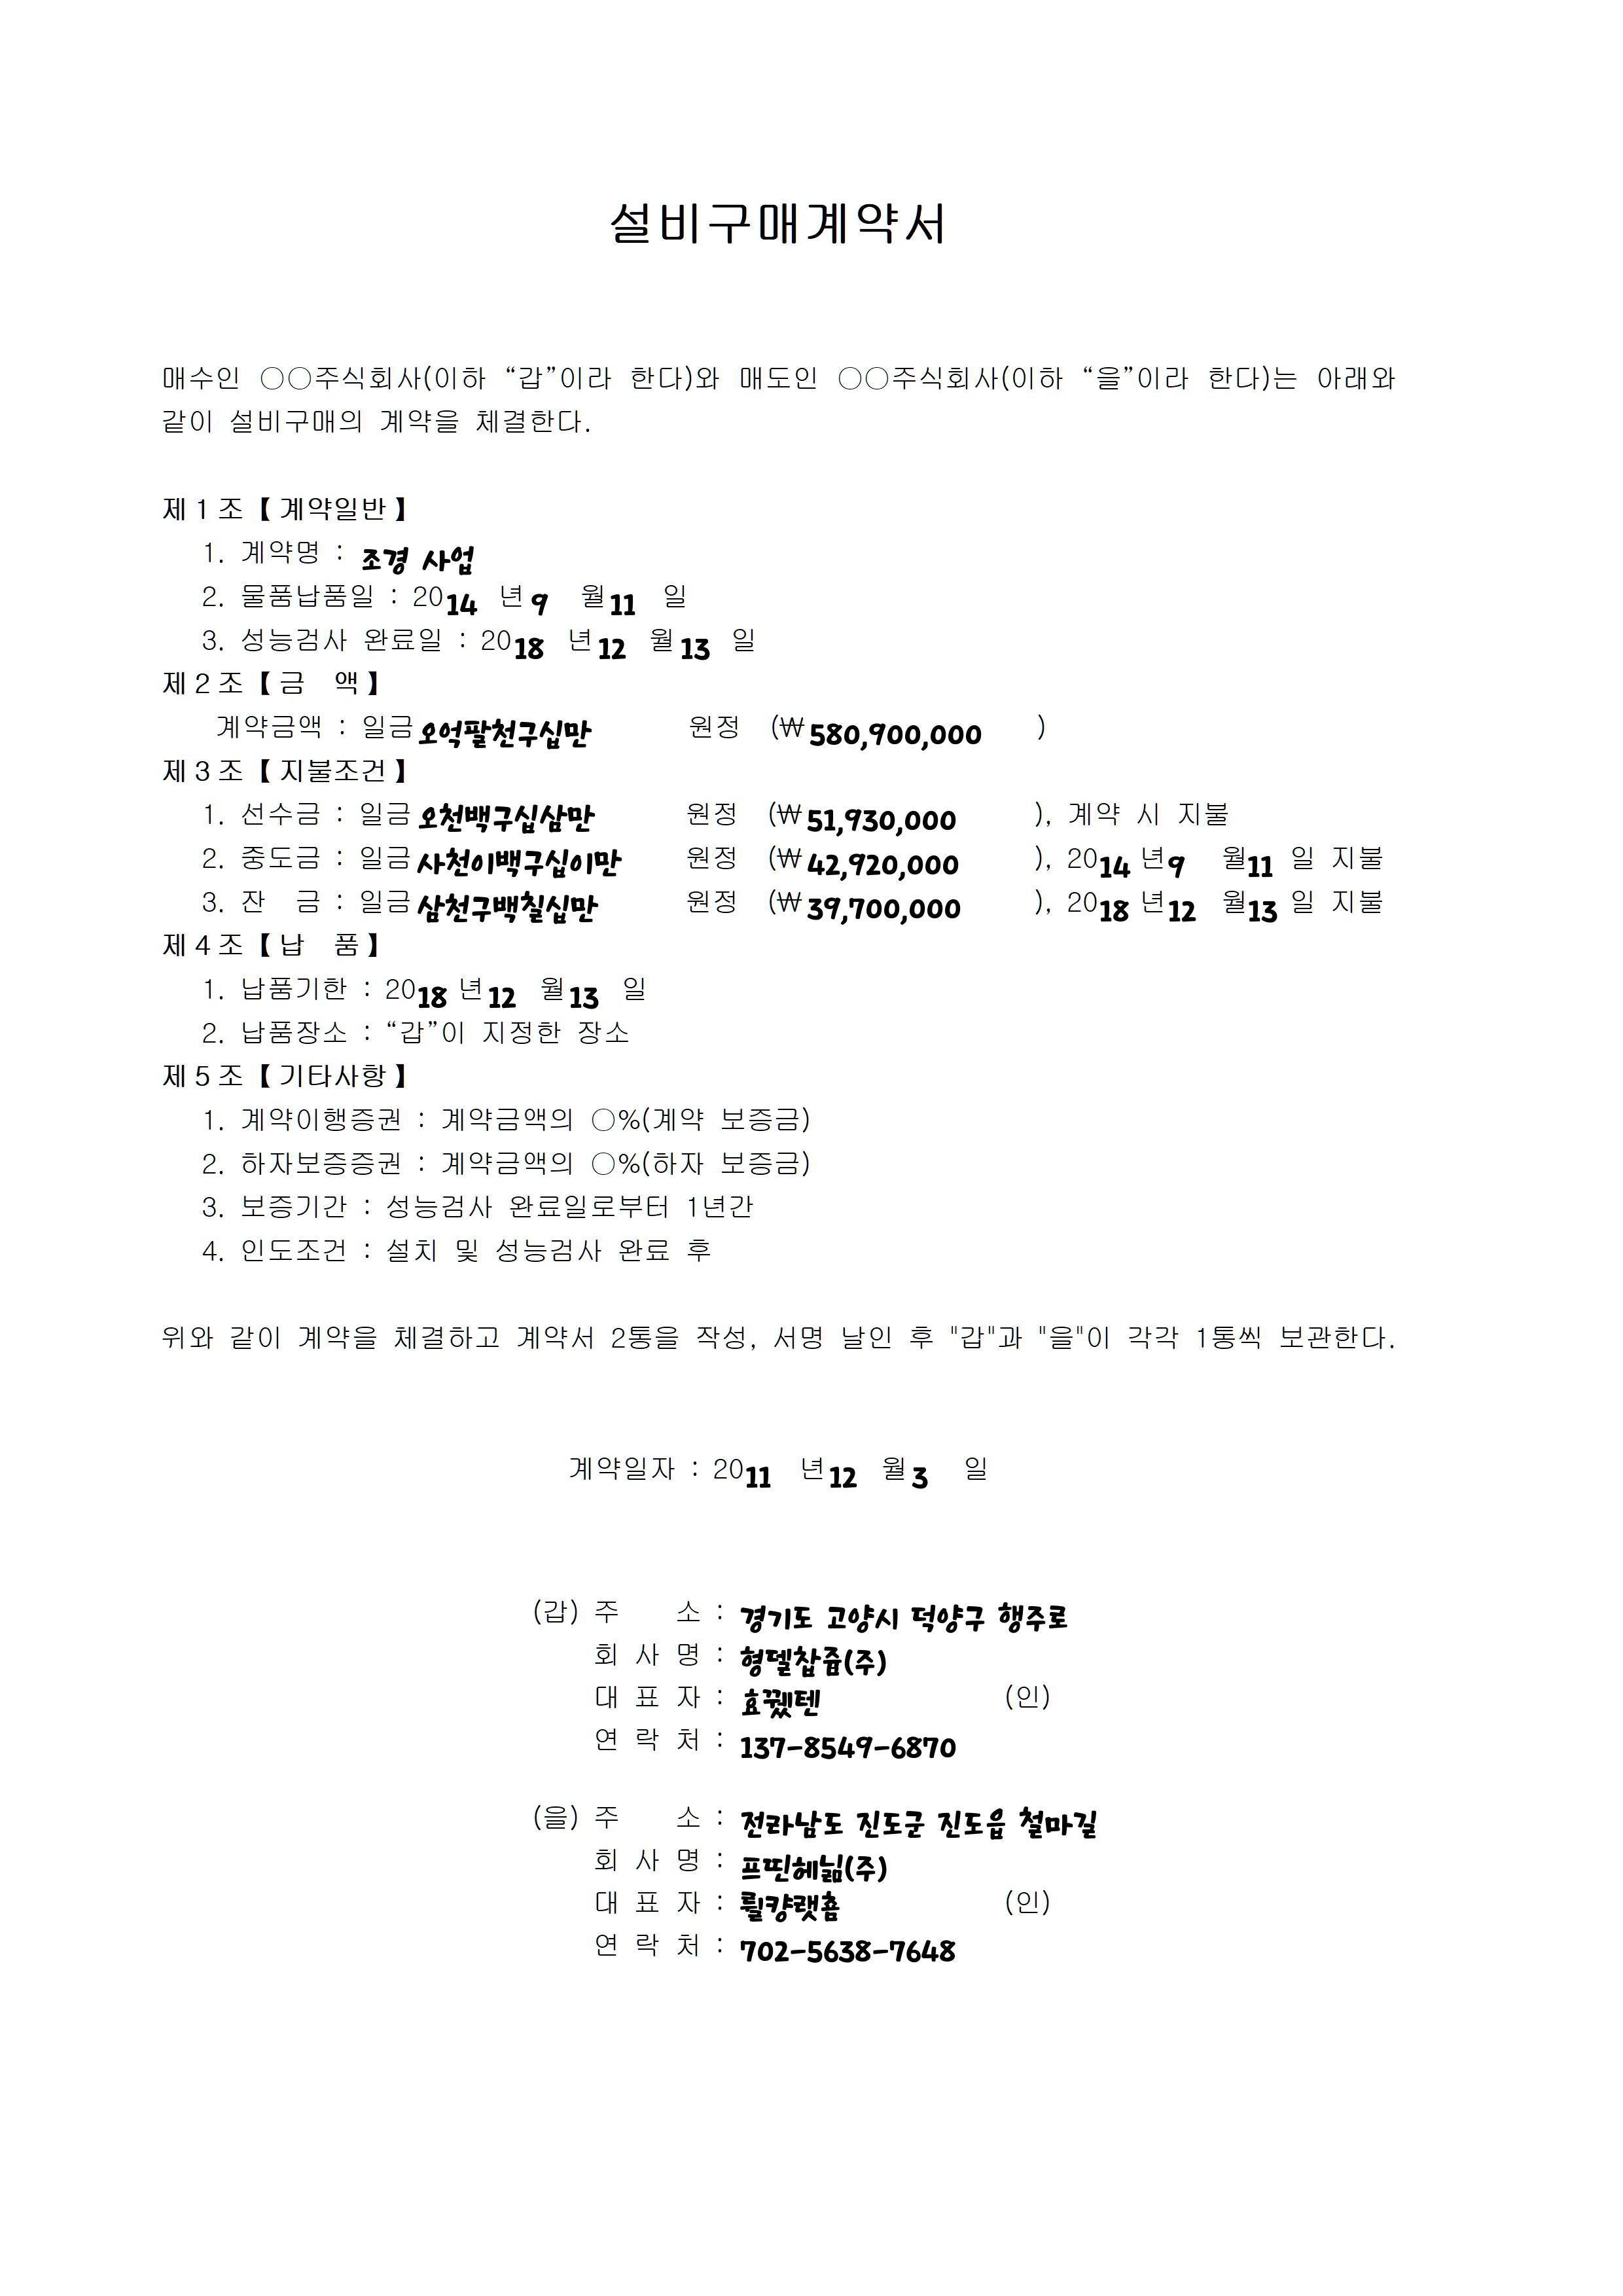 설비구매계약서
매수인 ○○주식회사(이하 “갑”이라 한다)와 매도인 ○○주식회사(이하 “을”이라 한다)는 아래와
같이 설비구매의 계약을 체결한다.
제1조【계약일반】
1. 계약명 : 조경 사업
2. 물품납품일 : 2014 년 9 월 11 일
3. 성능검사 완료일 : 2018 년 12 월 13 일
제2조【금 액】
계약금액 : 일금 오억팔천구십만 원정 (₩580,900,000 )
제3조【지불조건】
1. 선수금 : 일금 오천백구십삼만 원정 (₩51,930,000 ), 계약 시 지불
2. 중도금 : 일금 사천이백구십이만 원정 (₩42,920,000 ), 2014 년 9 월 11 일 지불
3. 잔 금 : 일금 삼천구백칠십만 원정 (₩39,700,000 ), 2018 년 12 월 13 일 지불
제4조【납 품】
1. 납품기한 : 2018 년 12 월 13 일
2. 납품장소 : “갑”이 지정한 장소
제5조【기타사항】
1. 계약이행증권 : 계약금액의 ○%(계약 보증금)
2. 하자보증증권 : 계약금액의 ○%(하자 보증금)
3. 보증기간 : 성능검사 완료일로부터 1년간
4. 인도조건 : 설치 및 성능검사 완료 후
위와 같이 계약을 체결하고 계약서 2통을 작성, 서명 날인 후 "갑"과 "을"이 각각 1통씩 보관한다.
계약일자 : 2011 년 12 월 3 일
(갑) 주 소 : 경기도 고양시 덕양구 행주로
회 사 명 : 형델찹쥼(주)
대 표 자 : (인)
연 락 처 : 137-8549-6870
(을) 주 소 : 전라남도 진도군 진도읍 철마길
회 사 명 :
대 표 자 : (인)
연 락 처 : 702-5638-7648